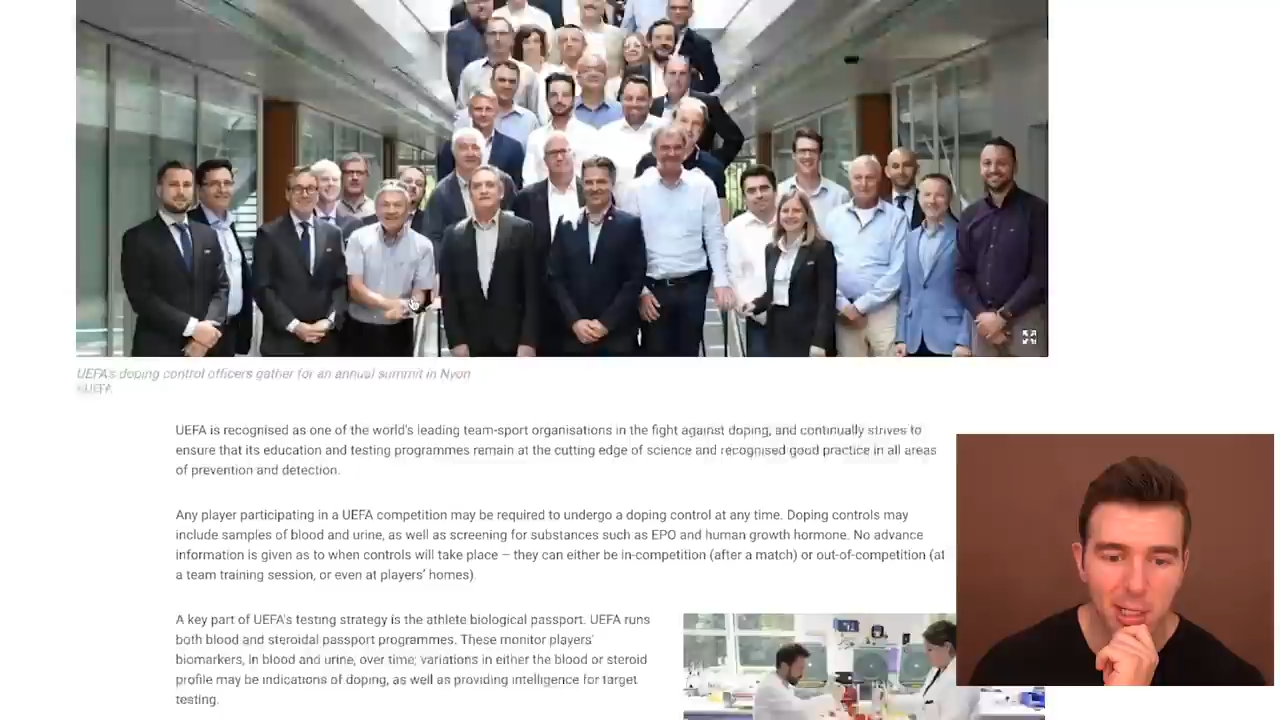 UEFA's doping control officers gather for an annual summit in Nyon
©UEFA
UEFA is recognised as one of the world's leading team-sport organisations in the fight against doping, and continually strives to
ensure that its education and testing programmes remain at the cutting edge of science and recognised good practice in all areas
of prevention and detection.
Any player participating in a UEFA competition may be required to undergo a doping control at any time. Doping controls may
include samples of blood and urine, as well as screening for substances such as EPO and human growth hormone. No advance
information is given as to when controls will take place – they can either be in-competition (after a match) or out-of-competition (at
a team training session, or even at players' homes).
A key part of UEFA's testing strategy is the athlete biological passport. UEFA runs
both blood and steroidal passport programmes. These monitor players'
biomarkers, in blood and urine, over time; variations in either the blood or steroid
profile may be indications of doping, as well as providing intelligence for target
testing.